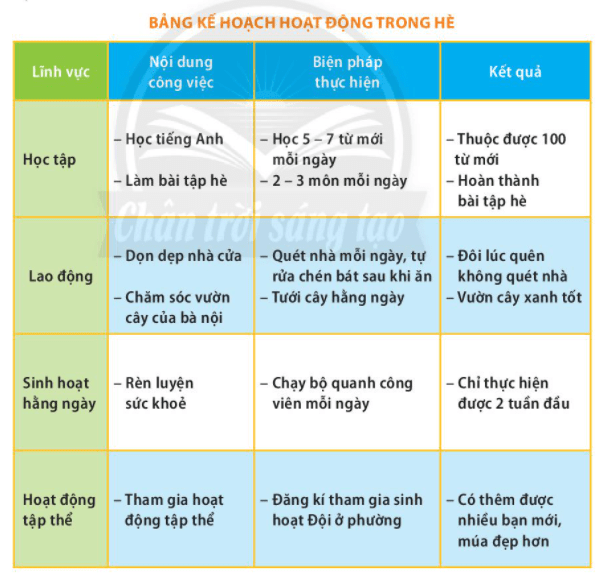 BẢNG KẾ HOẠCH HOẠT ĐỘNG TRONG HÈ
Lĩnh vực
Nội dung
công việc
Biện pháp
thực hiện
Kết quả
Học tập
– Học tiếng Anh
– Làm bài tập hè
– Học 5 – 7 từ mới
mỗi ngày
– 2 – 3 môn mỗi ngày
– Thuộc được 100
từ mới
– Hoàn thành
bài tập hè
Chân trời sáng tạo
Lao động
– Dọn dẹp nhà cửa
– Chăm sóc vườn
cây của bà nội
– Quét nhà mỗi ngày, tự
rửa chén bát sau khi ăn
– Tưới cây hằng ngày
– Đôi lúc quên
không quét nhà
– Vườn cây xanh tốt
Sinh hoạt
hằng ngày
– Rèn luyện
sức khoẻ
– Chạy bộ quanh công
viên mỗi ngày
– Chỉ thực hiện
được 2 tuần đầu
Hoạt động
tập thể
– Tham gia hoạt
động tập thể
– Đăng kí tham gia sinh
hoạt Đội ở phường
– Có thêm được
nhiều bạn mới,
múa đẹp hơn